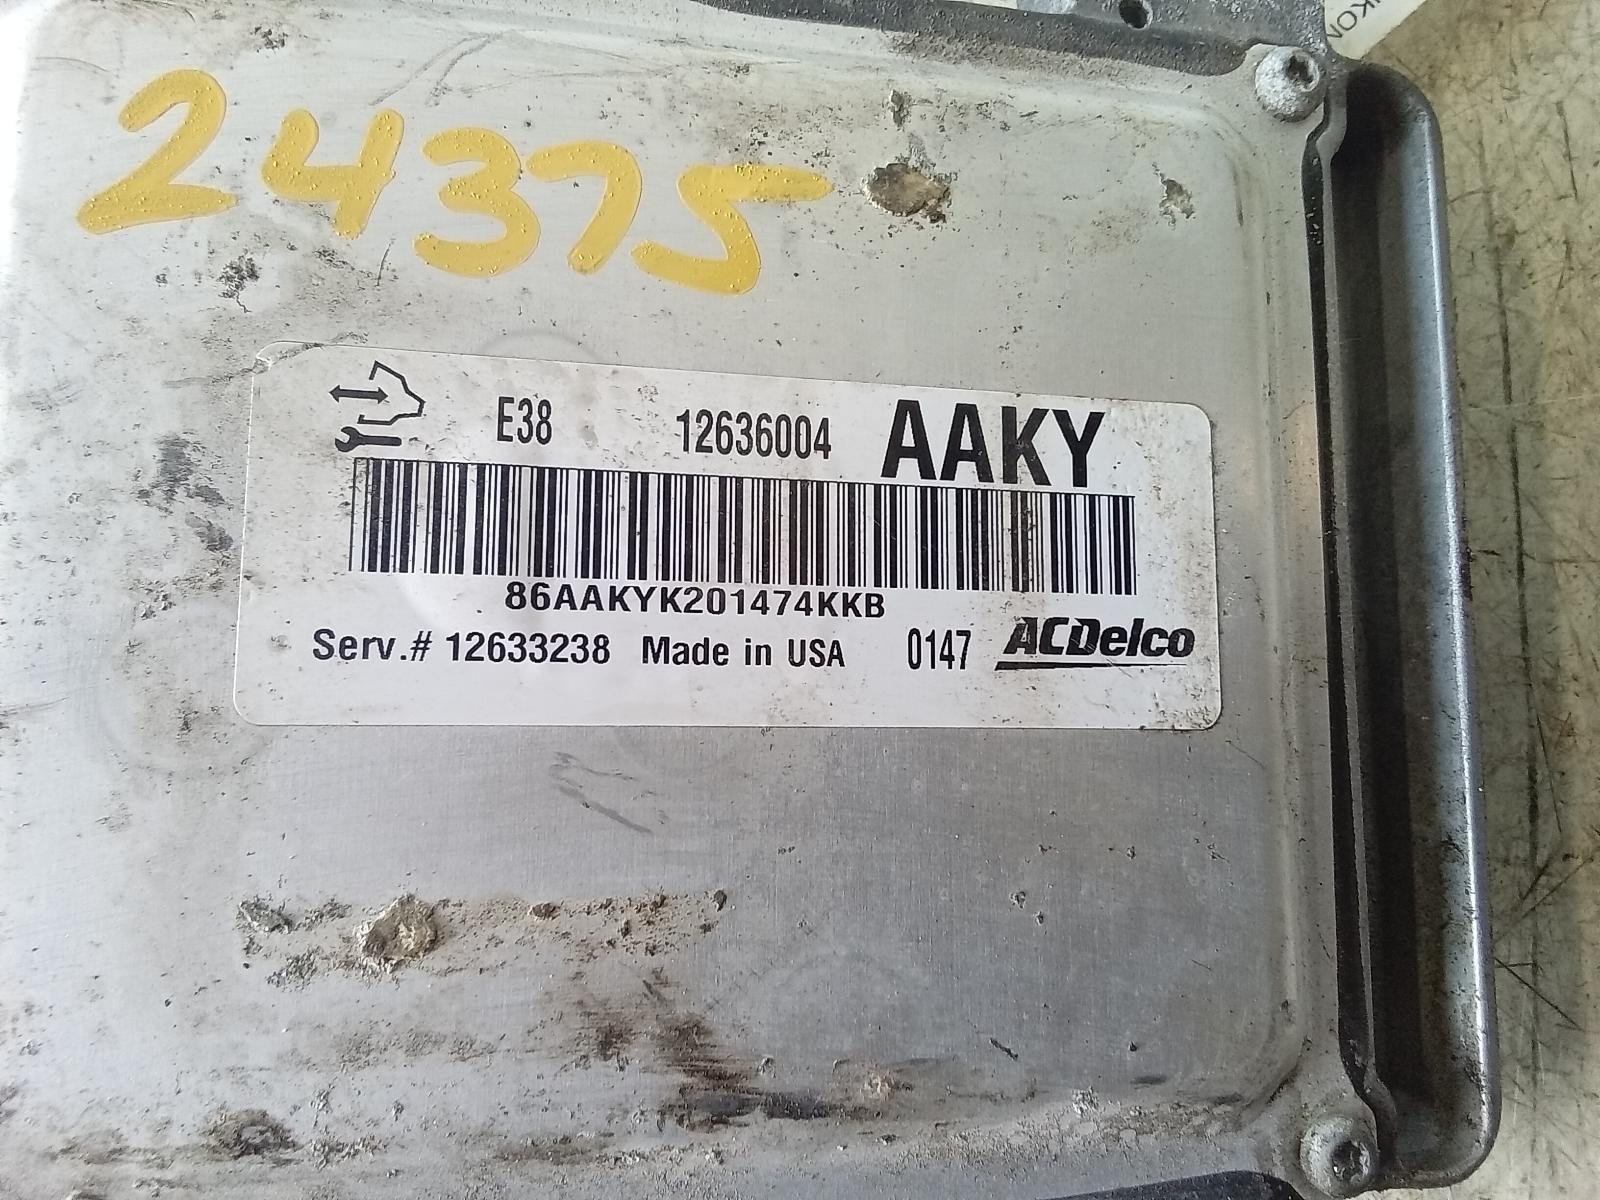 24375
E38 12636004 AAKY
86AAKYK201474KKB
Serv.# 12633238 Made in USA 0147 ACDelco